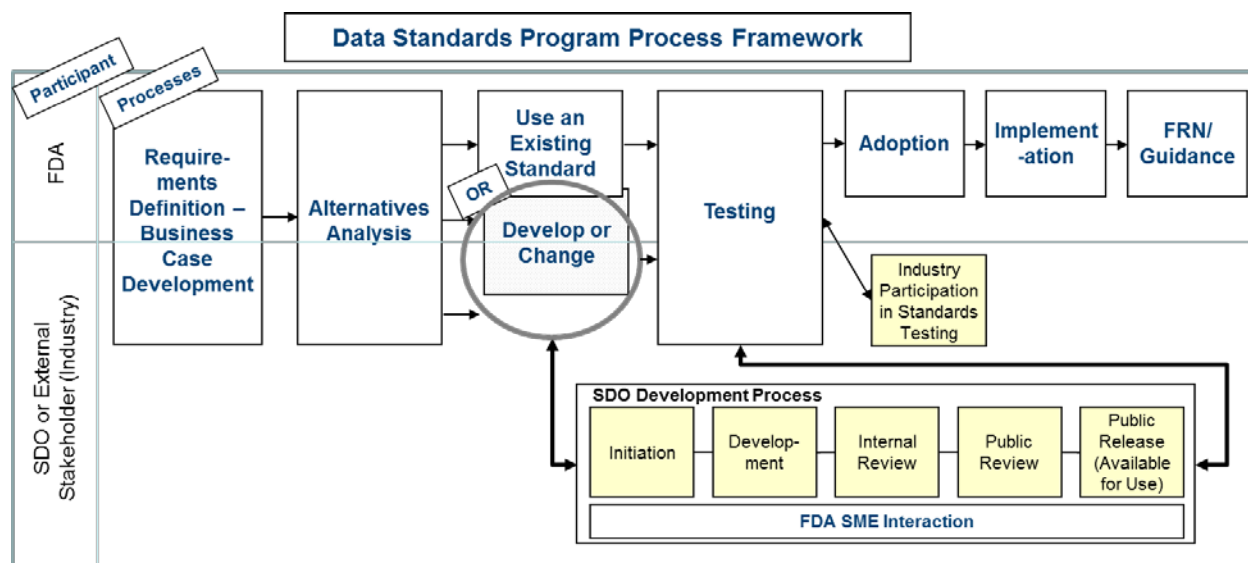 Data Standards Program Process Framework
Participant
Processes
FDA
SDO or External
Stakeholder (Industry)
Require-
ments
Definition –
Business
Case
Development
Alternatives
Analysis
Use an
Existing
Standard
OR
Develop or
Change
Testing
Adoption
Implement
-ation
FRN/
Guidance
Industry
Participation
in Standards
Testing
SDO Development Process
Initiation
Develop-
ment
Internal
Review
Public
Review
Public
Release
(Available
for Use)
FDA SME Interaction